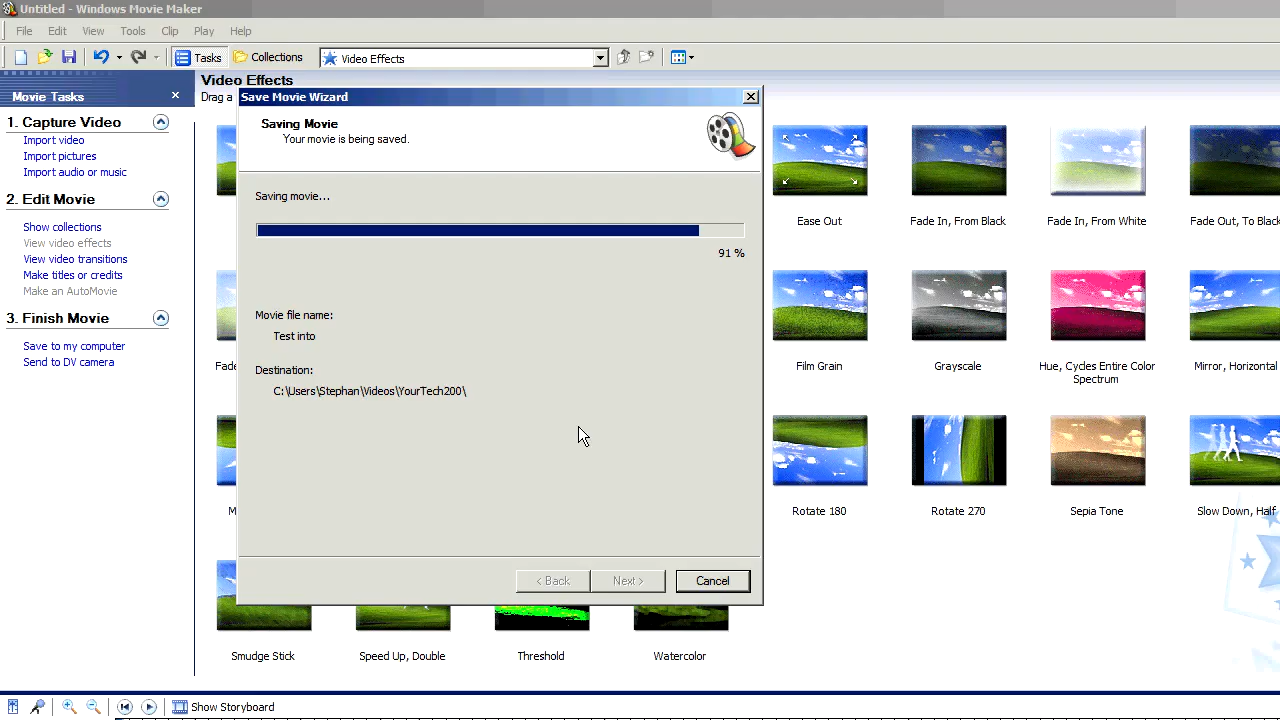 Untitled - Windows Movie Maker
File Edit View Tools Clip Play Help
Tasks Collections Video Effects
Movie Tasks
1. Capture Video
Import video
Import pictures
Import audio or music
2. Edit Movie
Show collections
View video effects
View video transitions
Make titles or credits
Make an AutoMovie
3. Finish Movie
Save to my computer
Send to DV camera
Video Effects
Drag a
Save Movie Wizard
Saving Movie
Your movie is being saved.
Saving movie...
91 %
Movie file name:
Test into
Destination:
C:\Users\Stephan\Videos\YourTech200\
< Back Next > Cancel
Ease Out Fade In, From Black Fade In, From White Fade Out, To Black
Fade
Film Grain Grayscale Hue, Cycles Entire Color
Spectrum
Mirror, Horizontal
M
Rotate 180 Rotate 270 Sepia Tone Slow Down, Half
Smudge Stick Speed Up, Double Threshold Watercolor
Show Storyboard